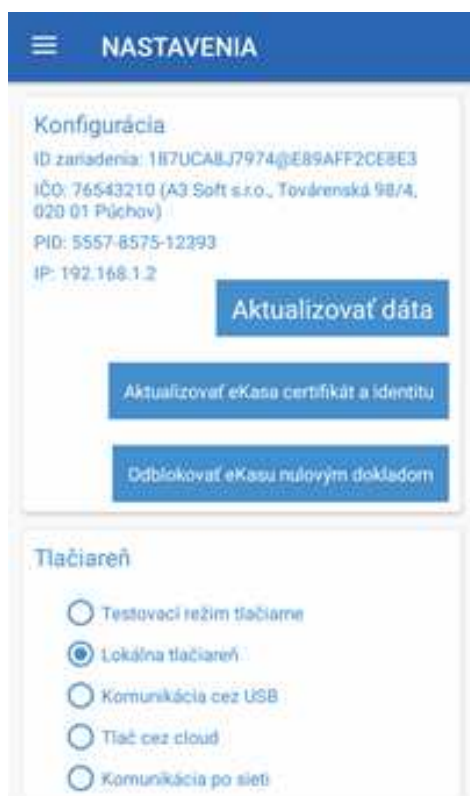 NASTAVENIA
Konfigurácia
ID zariadenia: 187UCA8J7974@E89AFF2CE8E3
IČO: 76543210 (A3 Soft s.r.o., Továrenská 98/4,
020 01 Púchov)
PID: 5557-8575-12393
IP: 192.168.1.2
Aktualizovať dáta
Aktualizovať eKasa certifikát a identitu
Odblokovať eKasu nulovým dokladom
Tlačiareň
Testovací režim tlačiarne
Lokálna tlačiareň
Komunikácia cez USB
Tlač cez cloud
Komunikácia po sieti